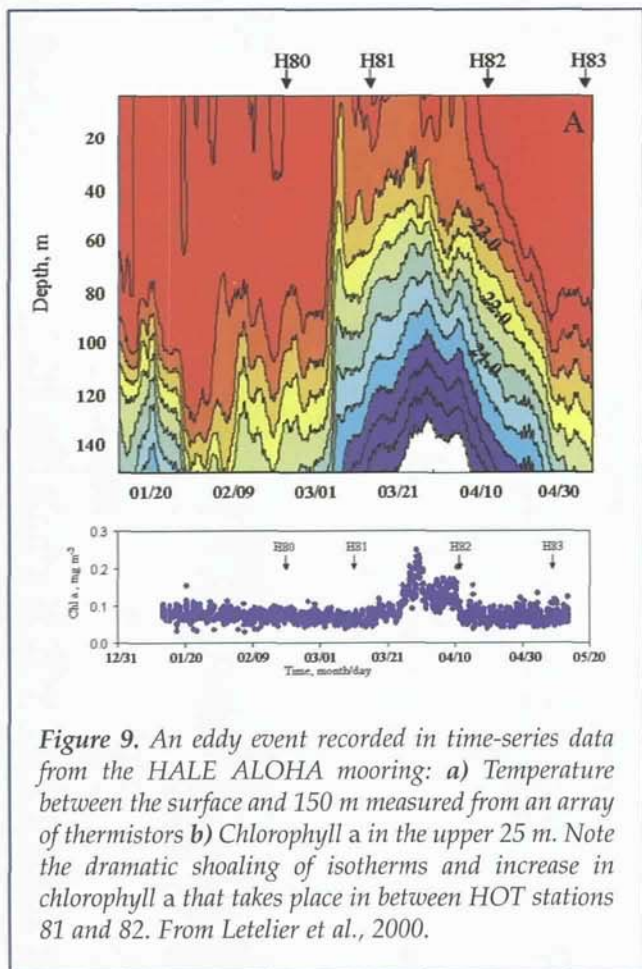 H80 H81 H82 H83
A
20
40
60
80
100
120
140
Depth, m
23.0
22.0
21.0
01/20 02/09 03/01 03/21 04/10 04/30
0.3
0.2
0.1
0.0
Chl a, mg m-3
H80 H81 H82 H83
12/31 01/20 02/09 03/01 03/21 04/10 04/30 05/20
Time, month/day
Figure 9. An eddy event recorded in time-series data
from the HALE ALOHA mooring: a) Temperature
between the surface and 150 m measured from an array
of thermistors b) Chlorophyll a in the upper 25 m. Note
the dramatic shoaling of isotherms and increase in
chlorophyll a that takes place in between HOT stations
81 and 82. From Letelier et al., 2000.